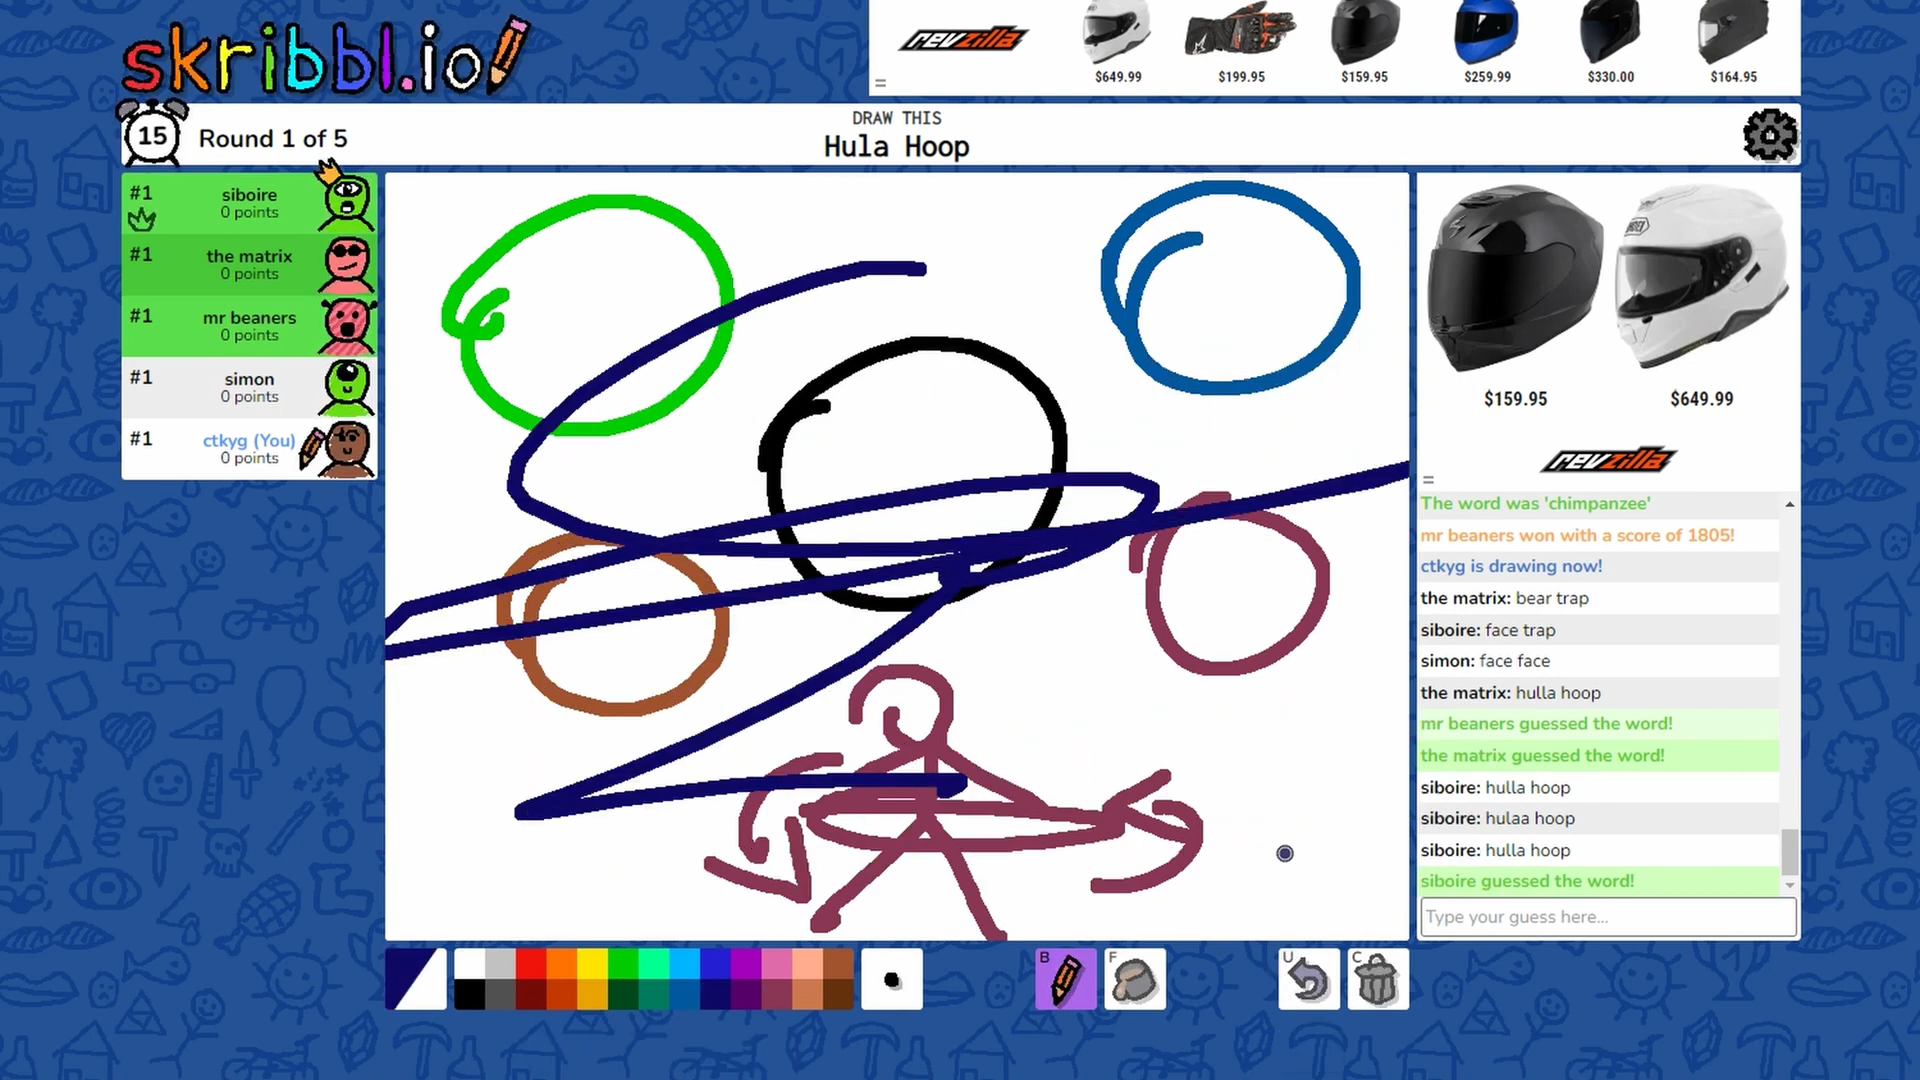 skribbl.io
REVZILLA
$649.99
$199.95
$159.95
$259.99
$330.00
$164.95
15
Round 1 of 5
DRAW THIS
Hula Hoop
#1
siboire
0 points
#1
the matrix
0 points
#1
mr beaners
0 points
#1
simon
0 points
#1
ctkyg (You)
0 points
$159.95
$649.99
REVZILLA
The word was 'chimpanzee'
mr beaners won with a score of 1805!
ctkyg is drawing now!
the matrix: bear trap
siboire: face trap
simon: face face
the matrix: hulla hoop
mr beaners guessed the word!
the matrix guessed the word!
siboire: hulla hoop
siboire: hulaa hoop
siboire: hulla hoop
siboire guessed the word!
Type your guess here...
B
F
U
C